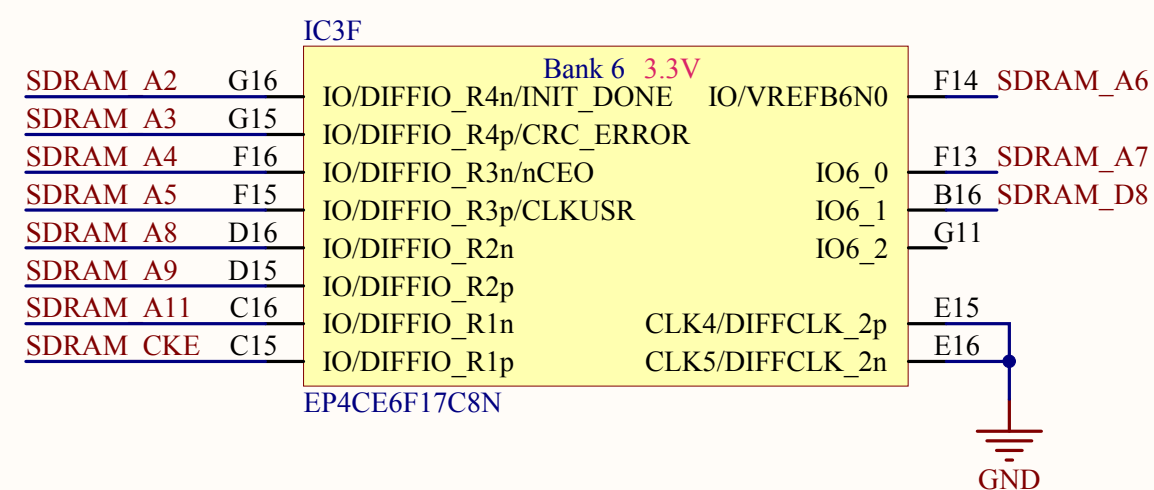 IC3F
Bank 6 3.3V
SDRAM_A2 G16 IO/DIFFIO_R4n/INIT_DONE IO/VREFB6N0 F14 SDRAM_A6
SDRAM_A3 G15 IO/DIFFIO_R4p/CRC_ERROR
SDRAM_A4 F16 IO/DIFFIO_R3n/nCEO IO6_0 F13 SDRAM_A7
SDRAM_A5 F15 IO/DIFFIO_R3p/CLKUSR IO6_1 B16 SDRAM_D8
SDRAM_A8 D16 IO/DIFFIO_R2n IO6_2 G11
SDRAM_A9 D15 IO/DIFFIO_R2p
SDRAM_A11 C16 IO/DIFFIO_R1n CLK4/DIFFCLK_2p E15
SDRAM_CKE C15 IO/DIFFIO_R1p CLK5/DIFFCLK_2n E16
EP4CE6F17C8N
GND